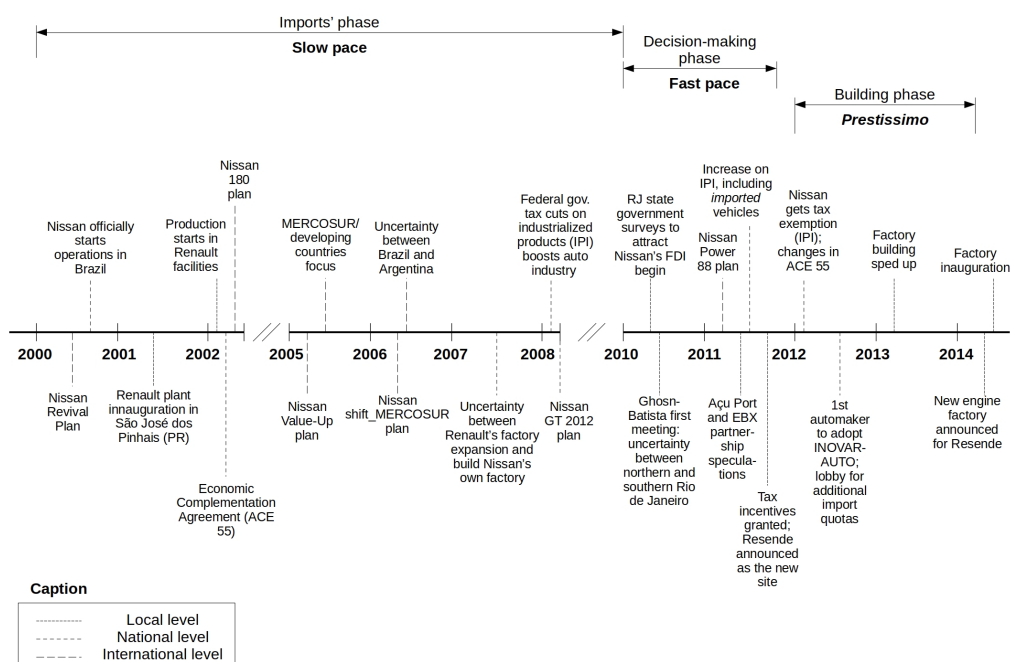 Imports’ phase
Slow pace
Decision-making
phase
Fast pace
Building phase
Prestissimo
Nissan
180
plan
Nissan officially
starts
operations in
Brazil
Production
starts in
Renault
facilities
MERCOSUR/
developing
countries
focus
Uncertainty
between
Brazil and
Argentina
Federal gov.
tax cuts on
industrialized
products (IPI)
boosts auto
industry
RJ state
government
surveys to
attract
Nissan’s FDI
begin
Increase on
IPI, including
imported
vehicles
Nissan
Power
88 plan
Nissan
gets tax
exemption
(IPI);
changes in
ACE 55
Factory
building
sped up
Factory
inauguration
2000 2001 2002 2005 2006 2007 2008 2010 2011 2012 2013 2014
Nissan
Revival
Plan
Renault plant
innauguration in
São José dos
Pinhais (PR)
Economic
Complementation
Agreement (ACE
55)
Nissan
Value-Up
plan
Nissan
shift_MERCOSUR
plan
Uncertainty
between
Renault’s factory
expansion and
build Nissan’s
own factory
Nissan
GT 2012
plan
Ghosn-
Batista first
meeting:
uncertainty
between
northern and
southern Rio
de Janeiro
Açu Port
and EBX
partner-
ship
specula-
tions
Tax
incentives
granted;
Resende
announced
as the new
site
1st
automaker
to adopt
INOVAR-
AUTO;
lobby for
additional
import
quotas
New engine
factory
announced
for Resende
Caption
Local level
National level
International level